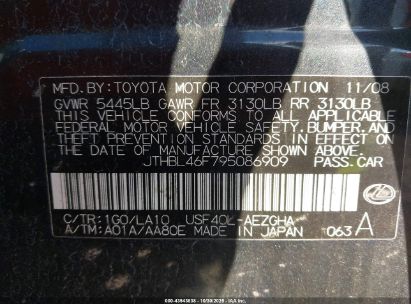 MFD. BY: TOYOTA MOTOR CORPORATION 11/08
GVWR 5445LB GAWR FR 3130LB RR 3130LB
THIS VEHICLE CONFORMS TO ALL APPLICABLE
FEDERAL MOTOR VEHICLE SAFETY, BUMPER, AND
THEFT PREVENTION STANDARDS IN EFFECT ON THE
DATE OF MANUFACTURE SHOWN ABOVE.
JTHBL46F795086909 PASS. CAR
C/TR: 1G0/LA10 USF40L-AEZGHA
A/TM: A01A/AA80E MADE IN JAPAN 063A